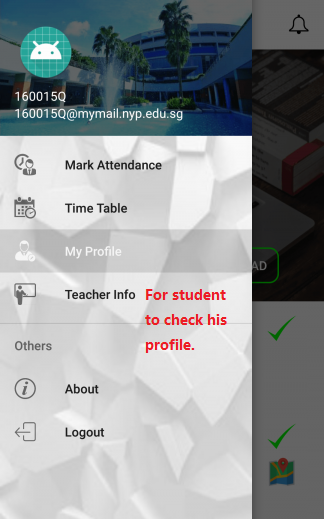 160015Q
160015Q@mymail.nyp.edu.sg
Mark Attendance
Time Table
My Profile
AD
Teacher Info
For student
to check his
profile.
Others
About
Logout